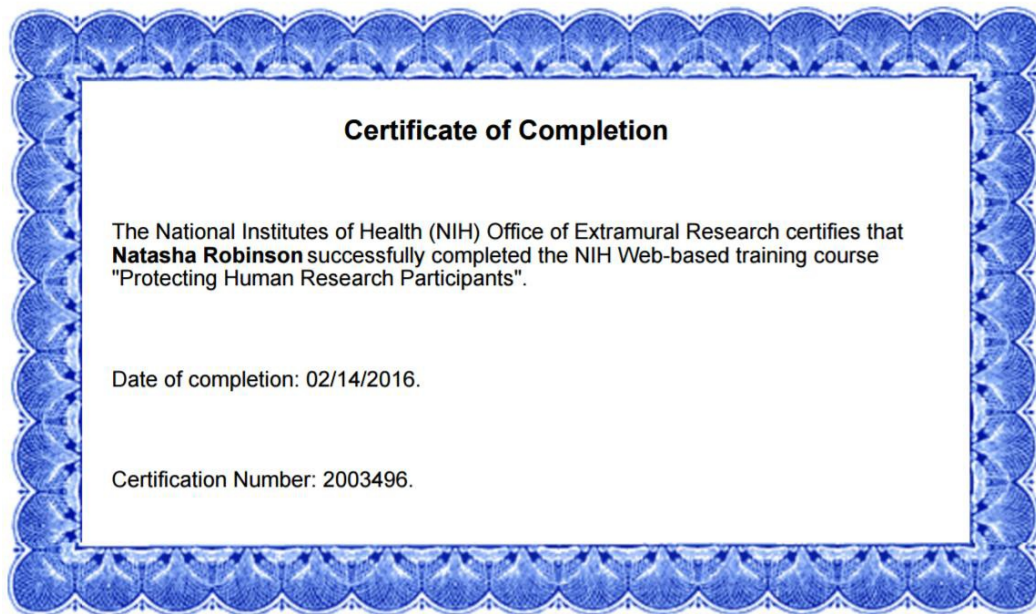 Certificate of Completion
The National Institutes of Health (NIH) Office of Extramural Research certifies that
Natasha Robinson successfully completed the NIH Web-based training course
"Protecting Human Research Participants".
Date of completion: 02/14/2016.
Certification Number: 2003496.